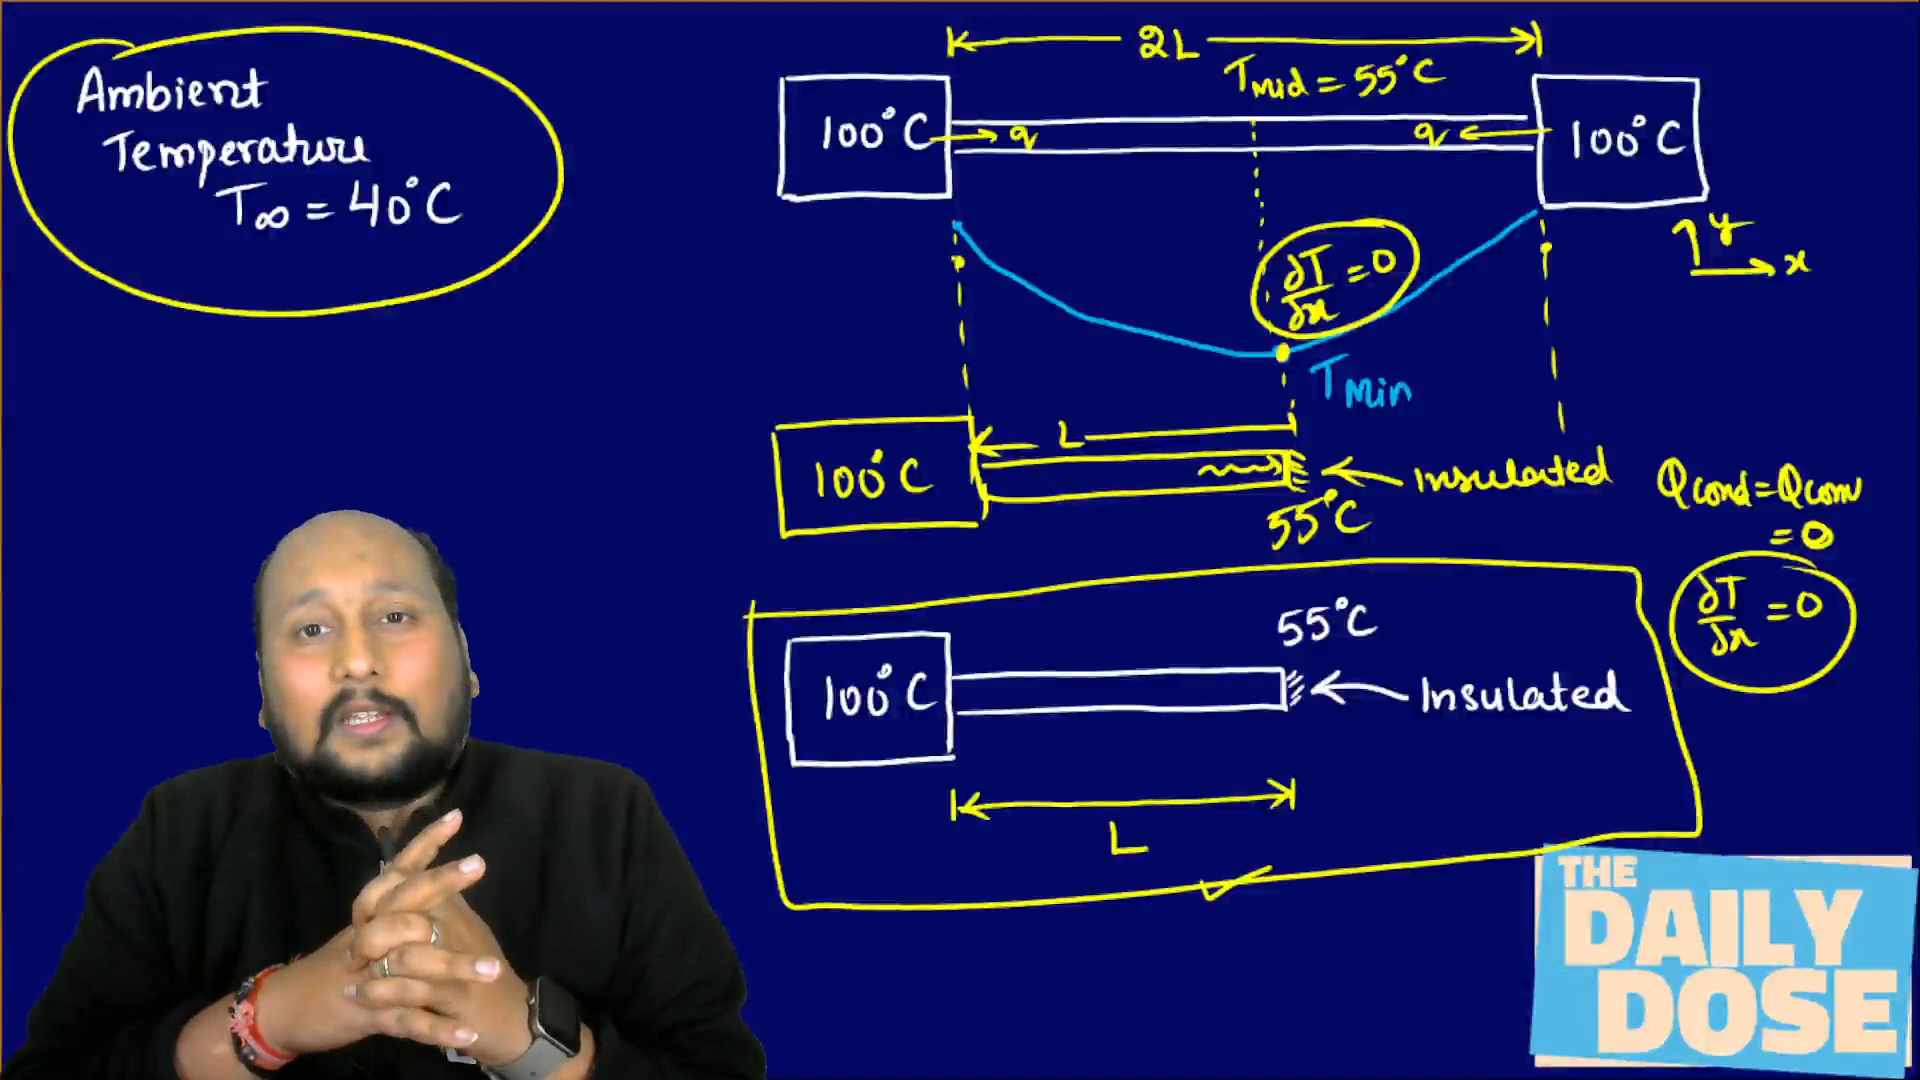 Ambient
Temperature
T∞ = 40°C
2L
Tmid = 55°C
100°C
q
q
100°C
y
x
∂T/∂x = 0
TMin
L
100°C
Insulated
55°C
Qcond = Qconv
= 0
∂T/∂x = 0
55°C
100°C
Insulated
L
THE
DAILY
DOSE